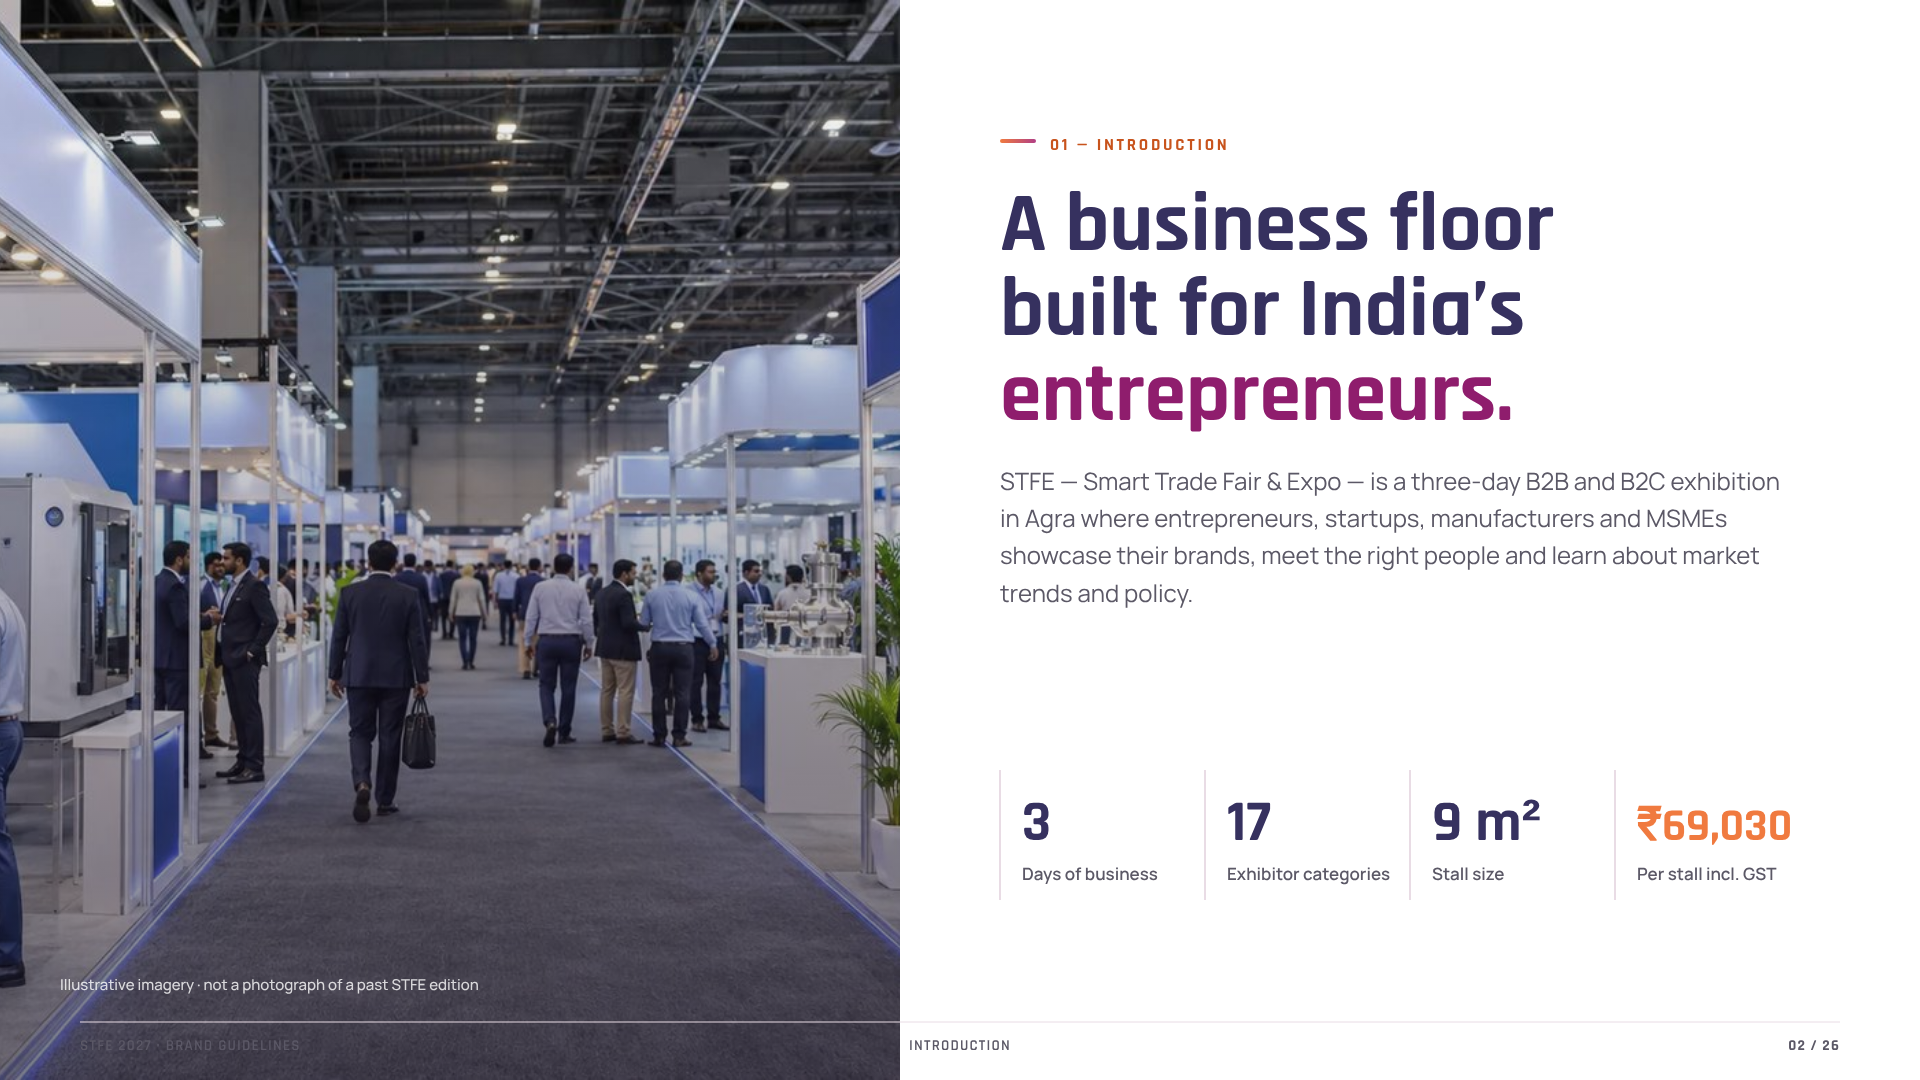 01 — INTRODUCTION
A business floor
built for India's
entrepreneurs.
STFE — Smart Trade Fair & Expo — is a three-day B2B and B2C exhibition
in Agra where entrepreneurs, startups, manufacturers and MSMEs
showcase their brands, meet the right people and learn about market
trends and policy.
3
Days of business
17
Exhibitor categories
9 m²
Stall size
₹69,030
Per stall incl. GST
Illustrative imagery · not a photograph of a past STFE edition
STFE 2027 · BRAND GUIDELINES
INTRODUCTION
02 / 26